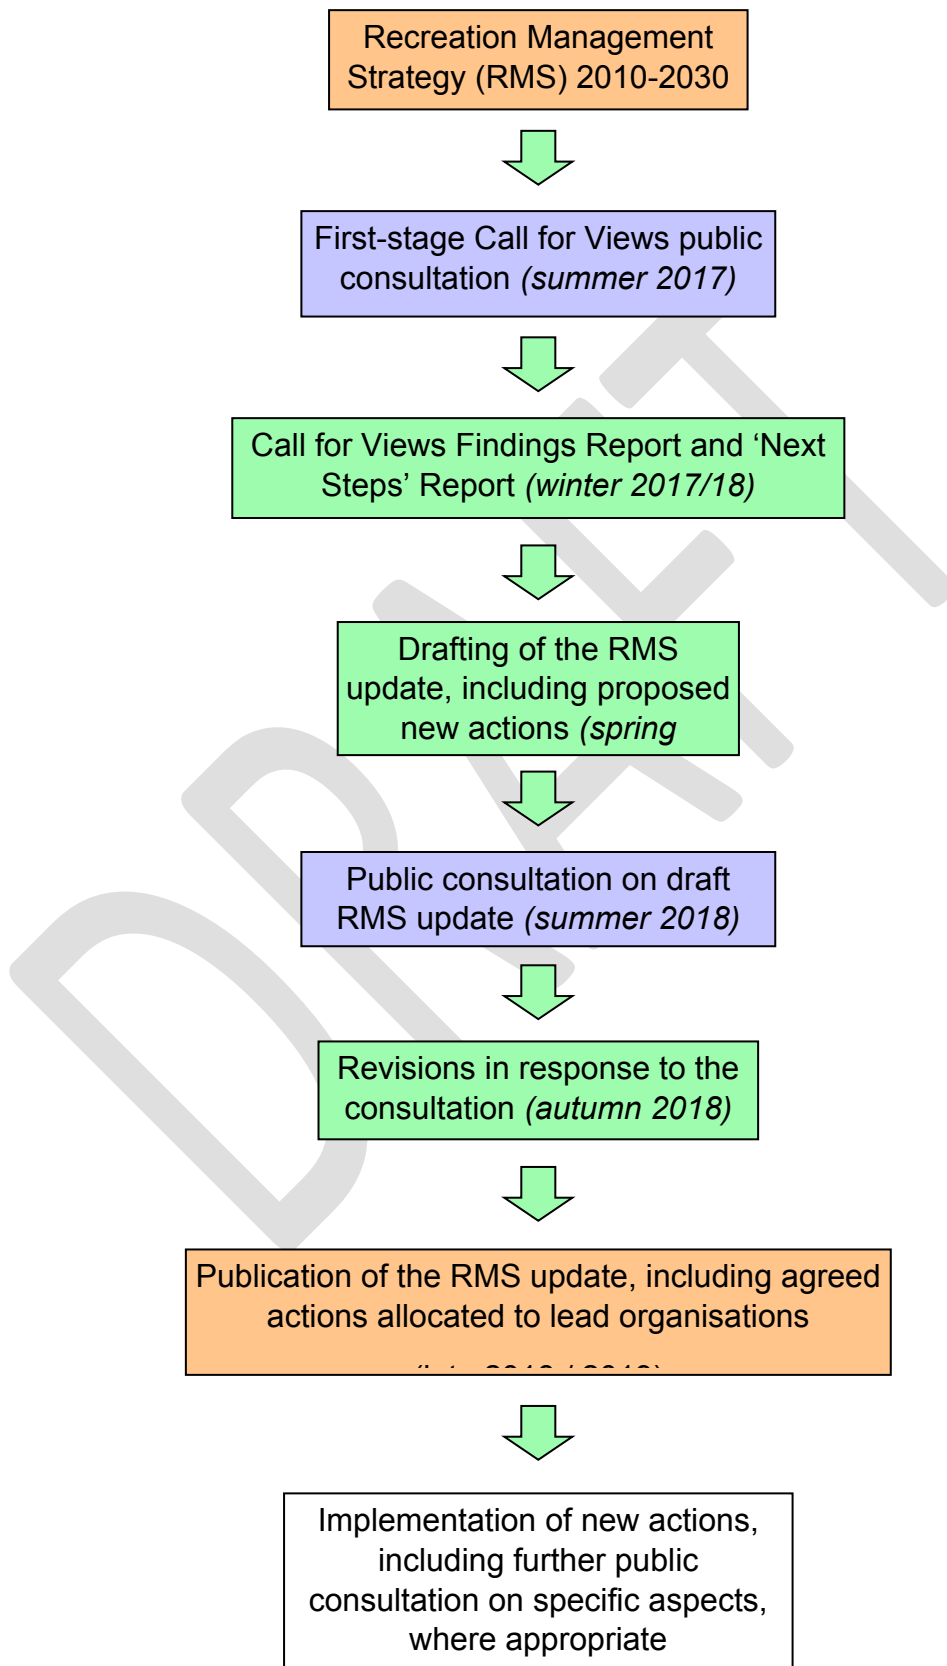 Recreation Management
Strategy (RMS) 2010-2030
First-stage Call for Views public
consultation (summer 2017)
Call for Views Findings Report and ‘Next
Steps’ Report (winter 2017/18)
Drafting of the RMS
update, including proposed
new actions (spring
Public consultation on draft
RMS update (summer 2018)
Revisions in response to the
consultation (autumn 2018)
Publication of the RMS update, including agreed
actions allocated to lead organisations
Implementation of new actions,
including further public
consultation on specific aspects,
where appropriate
DRAFT